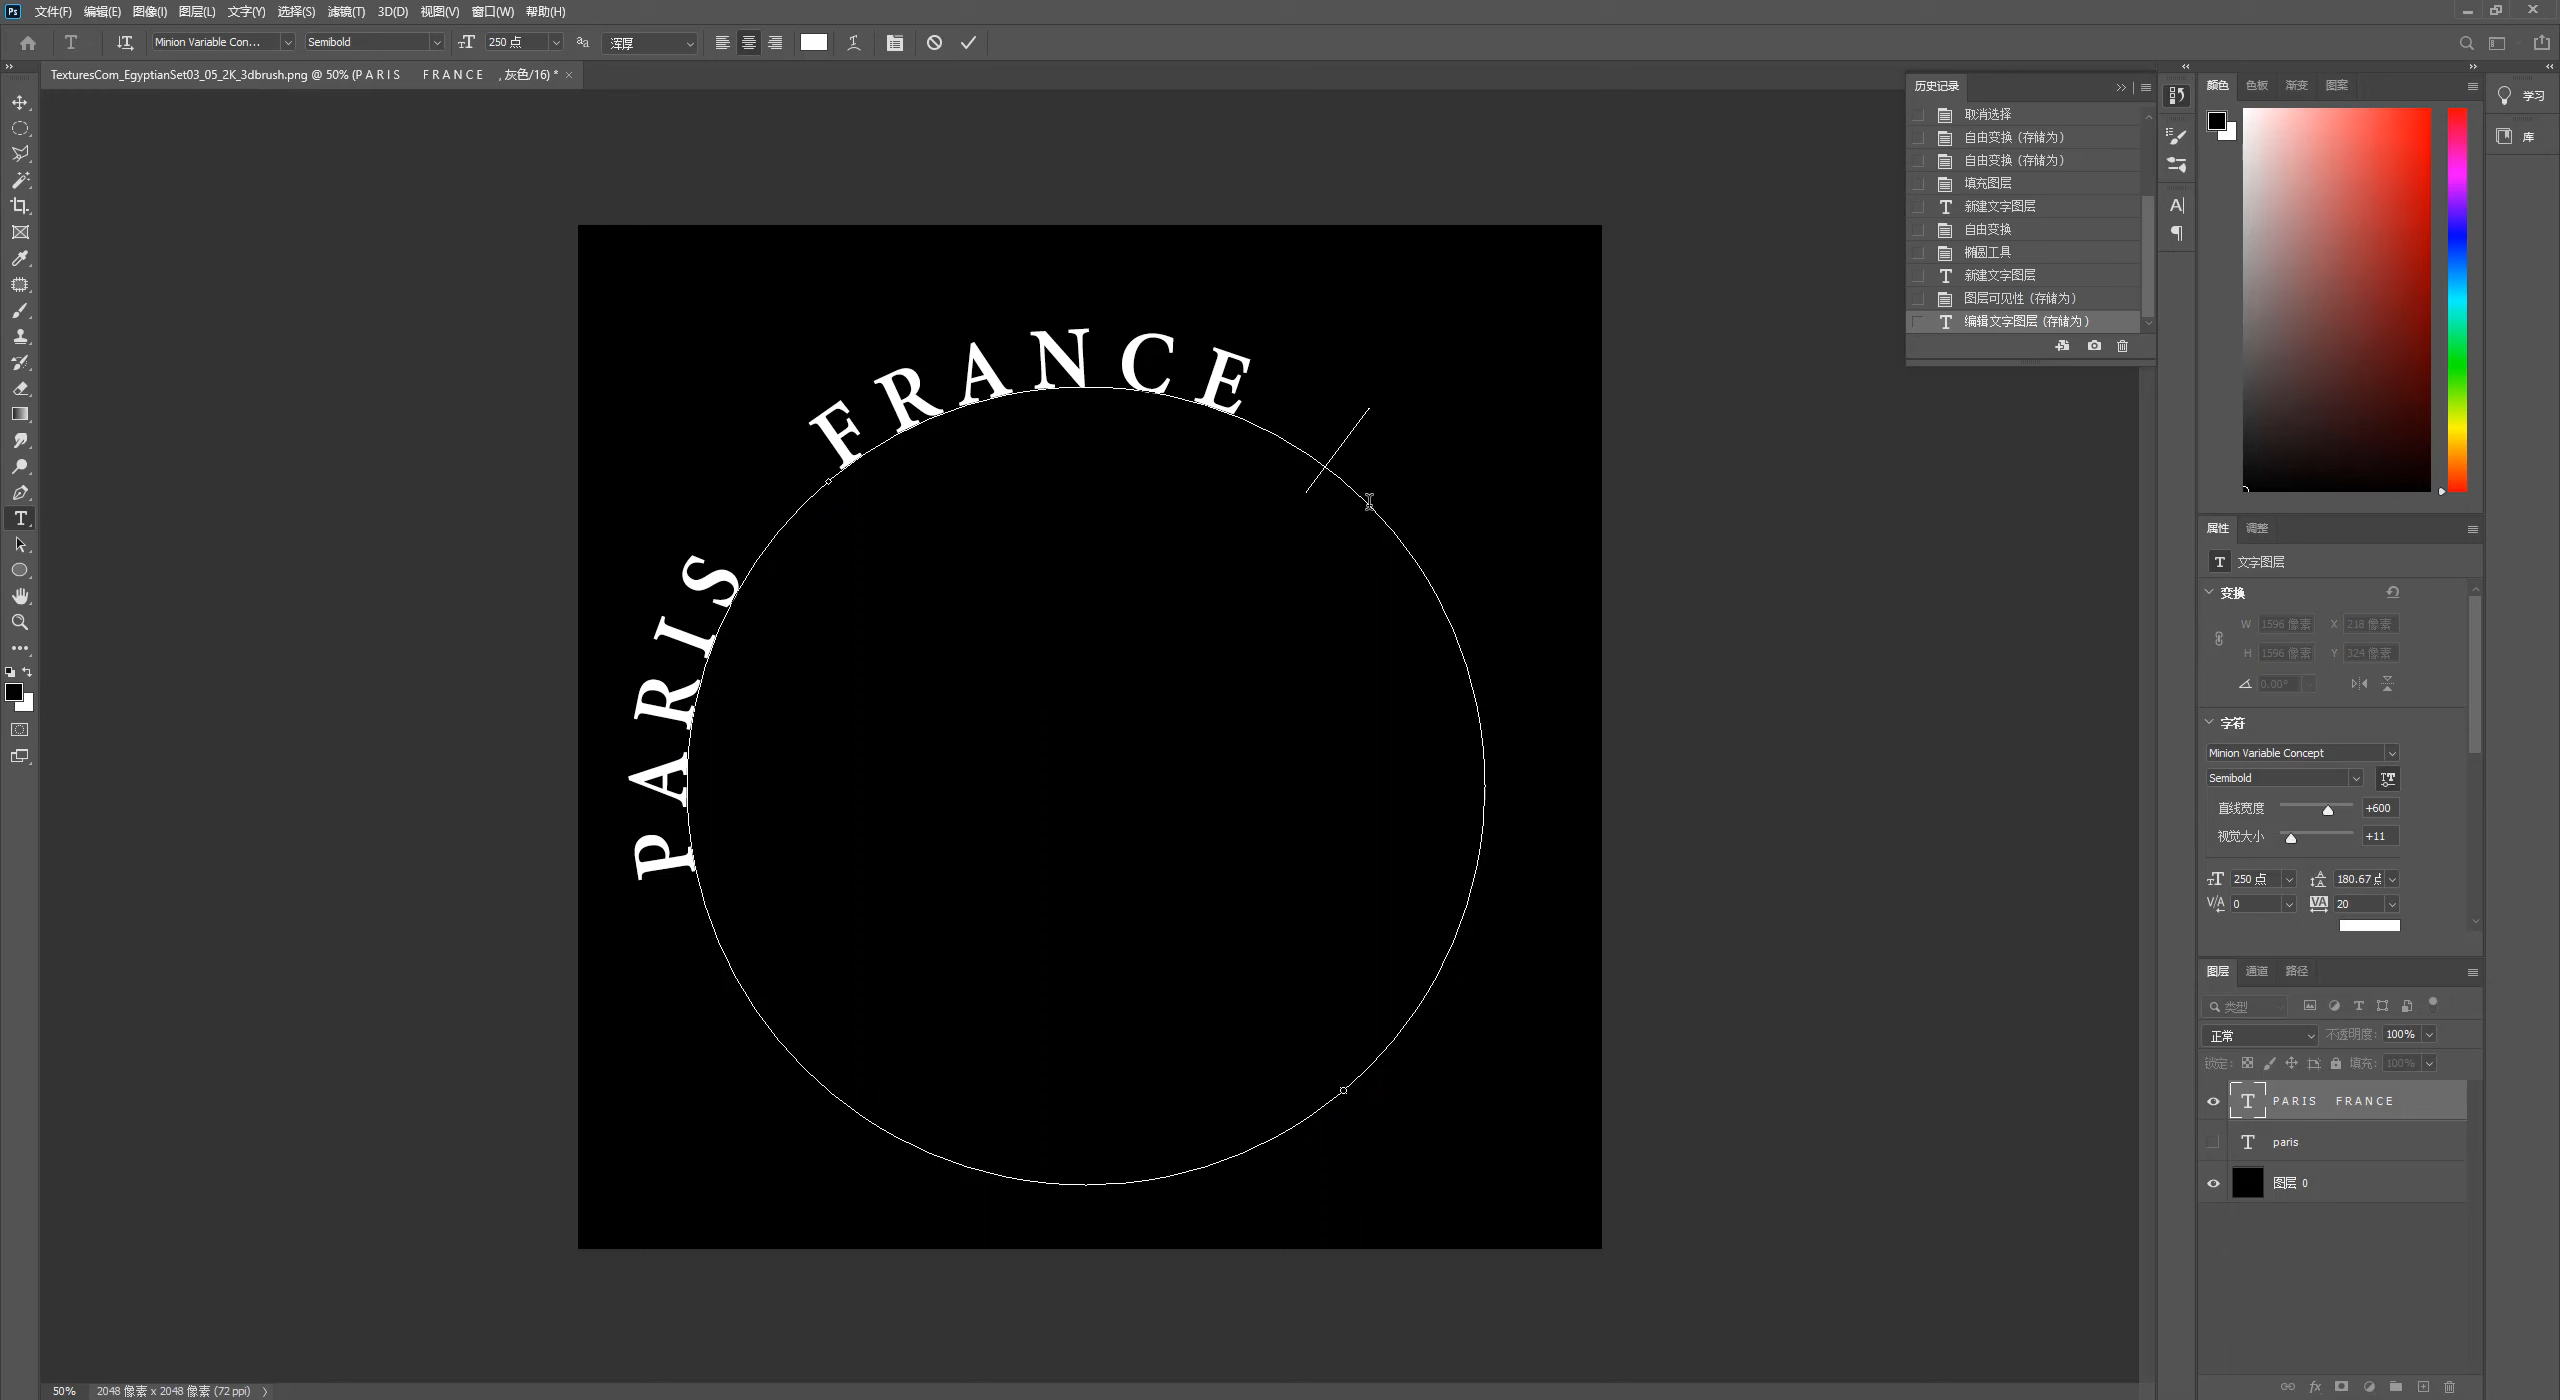 Ps 文件(F) 编辑(E) 图像(I) 图层(L) 文字(Y) 选择(S) 滤镜(T) 3D(D) 视图(V) 窗口(W) 帮助(H)
Minion Variable Con... Semibold 250 点 aa 浑厚
TexturesCom_EgyptianSet03_05_2K_3dbrush.png @ 50% (P A R I S F R A N C E , 灰色/16) * ×
历史记录
取消选择
自由变换 (存储为)
自由变换 (存储为)
填充图层
新建文字图层
自由变换
椭圆工具
新建文字图层
图层可见性 (存储为)
编辑文字图层 (存储为)
PARIS FRANCE
颜色 色板 渐变 图案
学习
库
属性 调整
文字图层
变换
W 1596 像素 X 218 像素
H 1596 像素 Y 324 像素
0.00°
字符
Minion Variable Concept
Semibold
直线宽度 +600
视觉大小 +11
250 点 180.67 点
0 20
图层 通道 路径
类型
正常 不透明度: 100%
锁定: 填充: 100%
P A R I S F R A N C E
paris
图层 0
50% 2048 像素 x 2048 像素 (72 ppi)